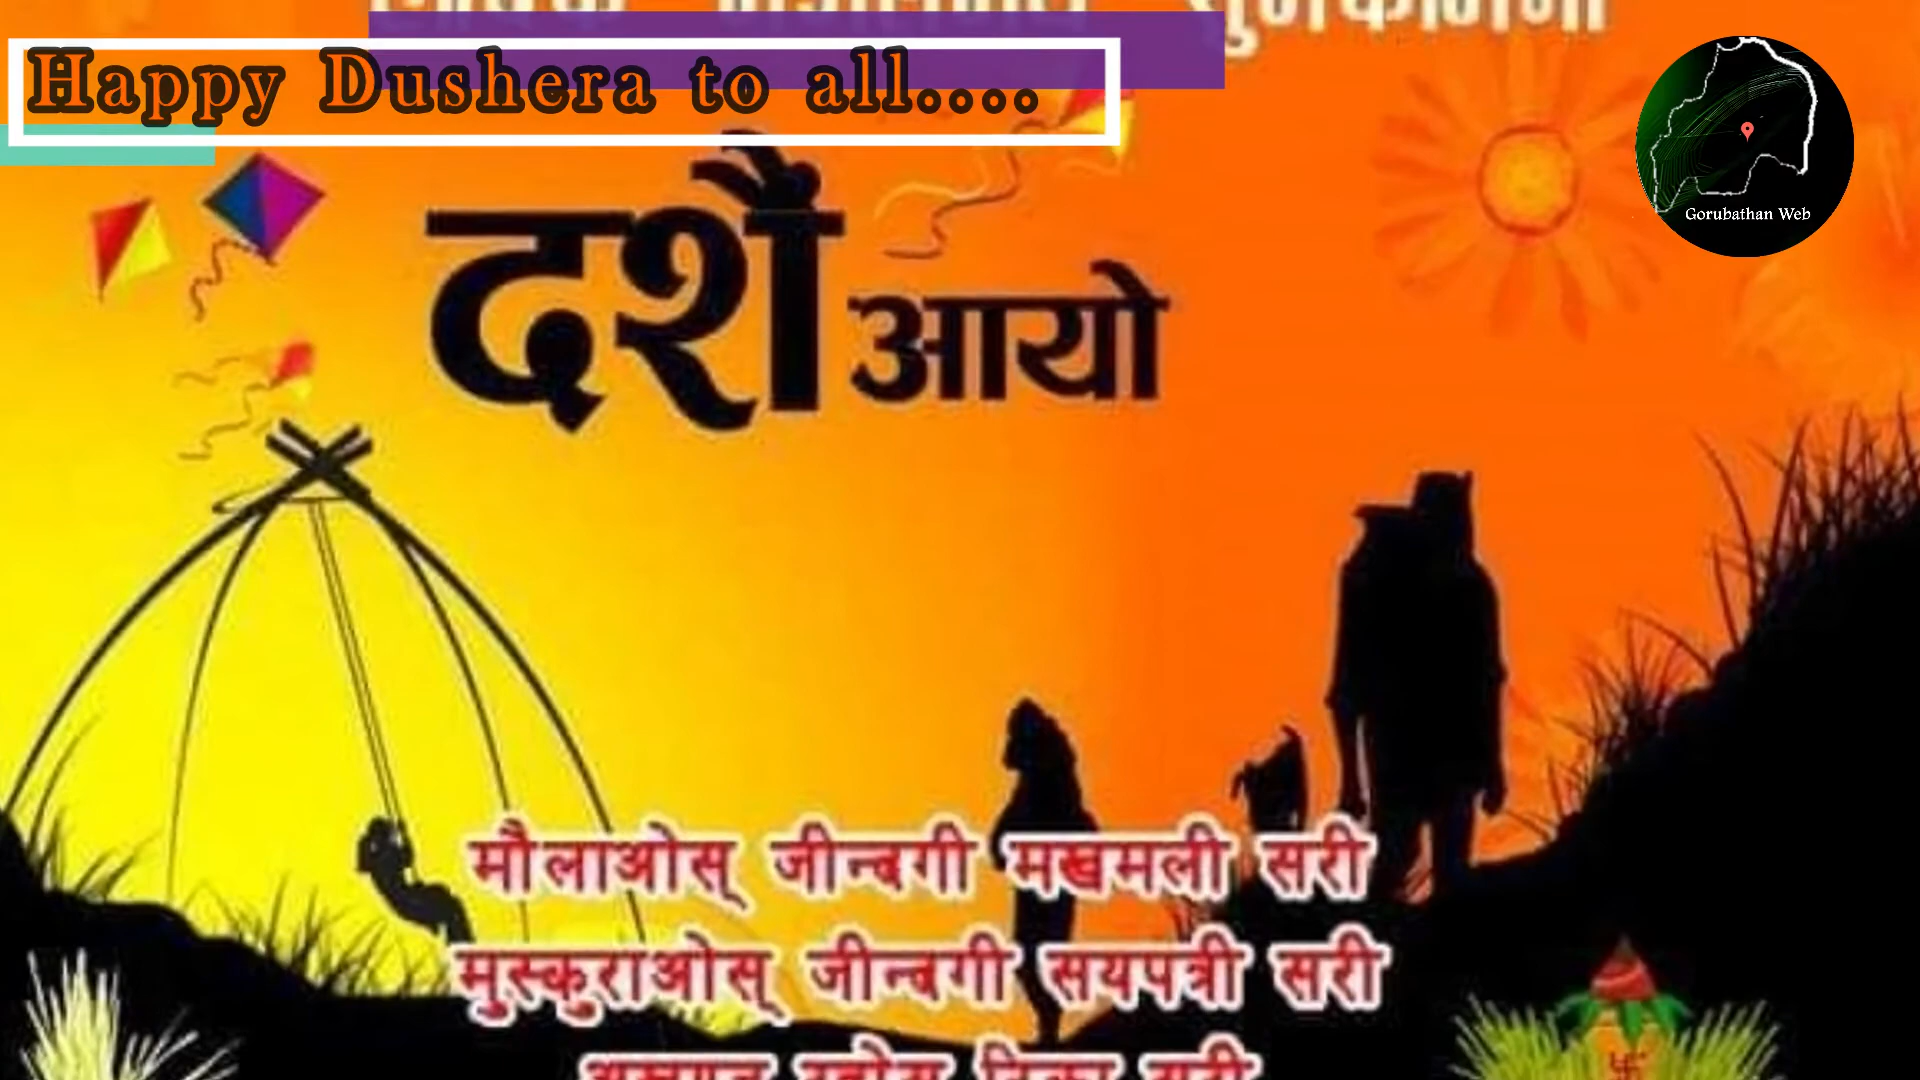 Happy Dushera to all....
Gorubathan Web
दशैं आयो
मौलाओस् जीन्दगी मखमली सरी
मुस्कुराओस् जीन्दगी सयपत्री सरी